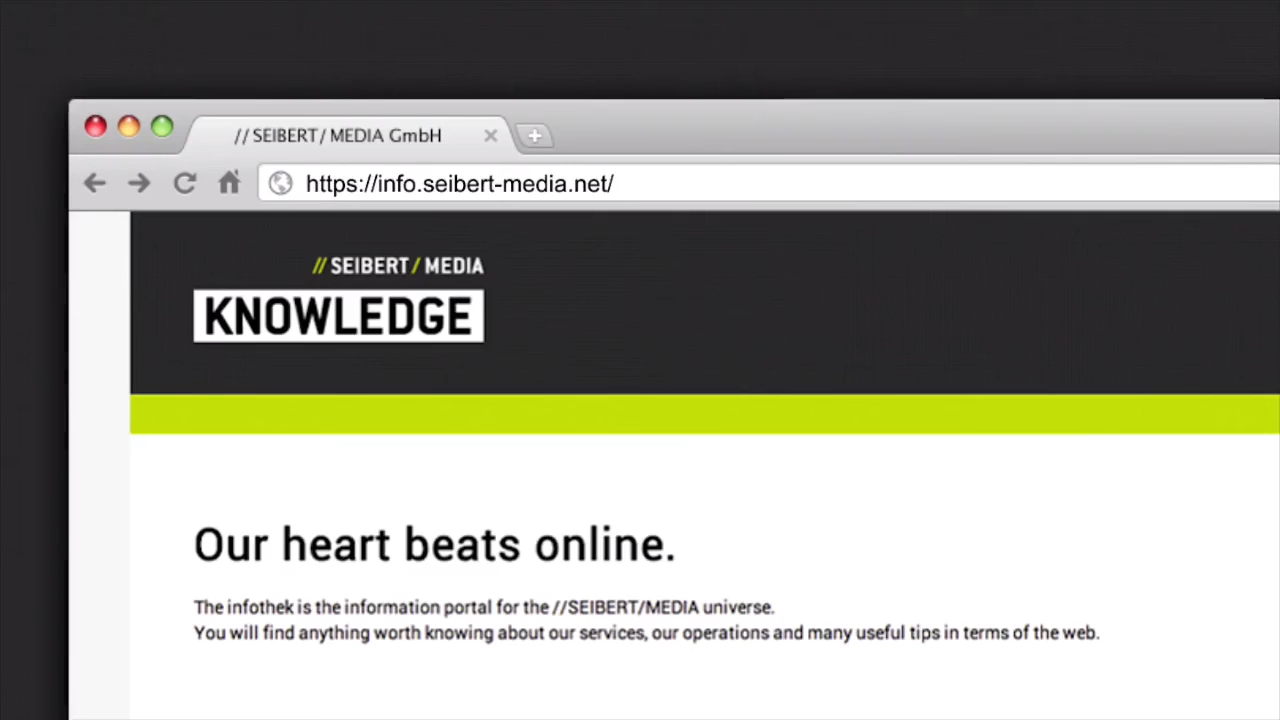 // SEIBERT / MEDIA GmbH
https://info.seibert-media.net/
// SEIBERT / MEDIA
KNOWLEDGE
Our heart beats online.
The infothek is the information portal for the //SEIBERT/MEDIA universe.
You will find anything worth knowing about our services, our operations and many useful tips in terms of the web.